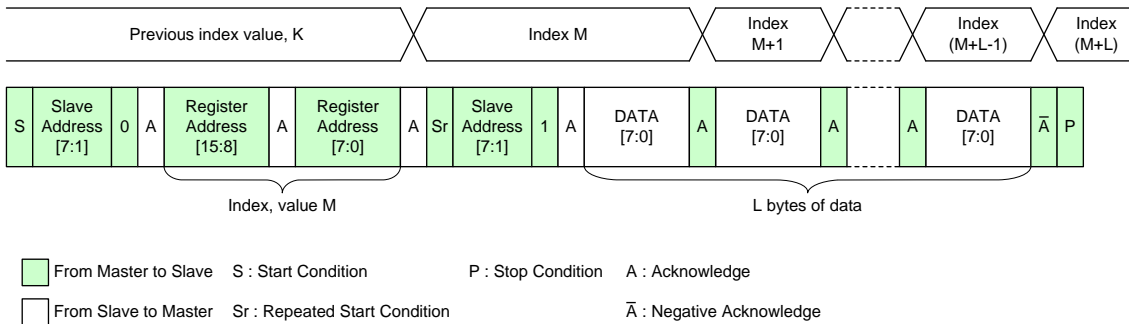 Previous index value, K
Index M
Index
M+1
Index
(M+L-1)
Index
(M+L)
S
Slave
Address
[7:1]
0
A
Register
Address
[15:8]
A
Register
Address
[7:0]
A
Sr
Slave
Address
[7:1]
1
A
DATA
[7:0]
A
DATA
[7:0]
A
A
DATA
[7:0]
A̅
P
Index, value M
L bytes of data
From Master to Slave S : Start Condition P : Stop Condition A : Acknowledge
From Slave to Master Sr : Repeated Start Condition A̅ : Negative Acknowledge